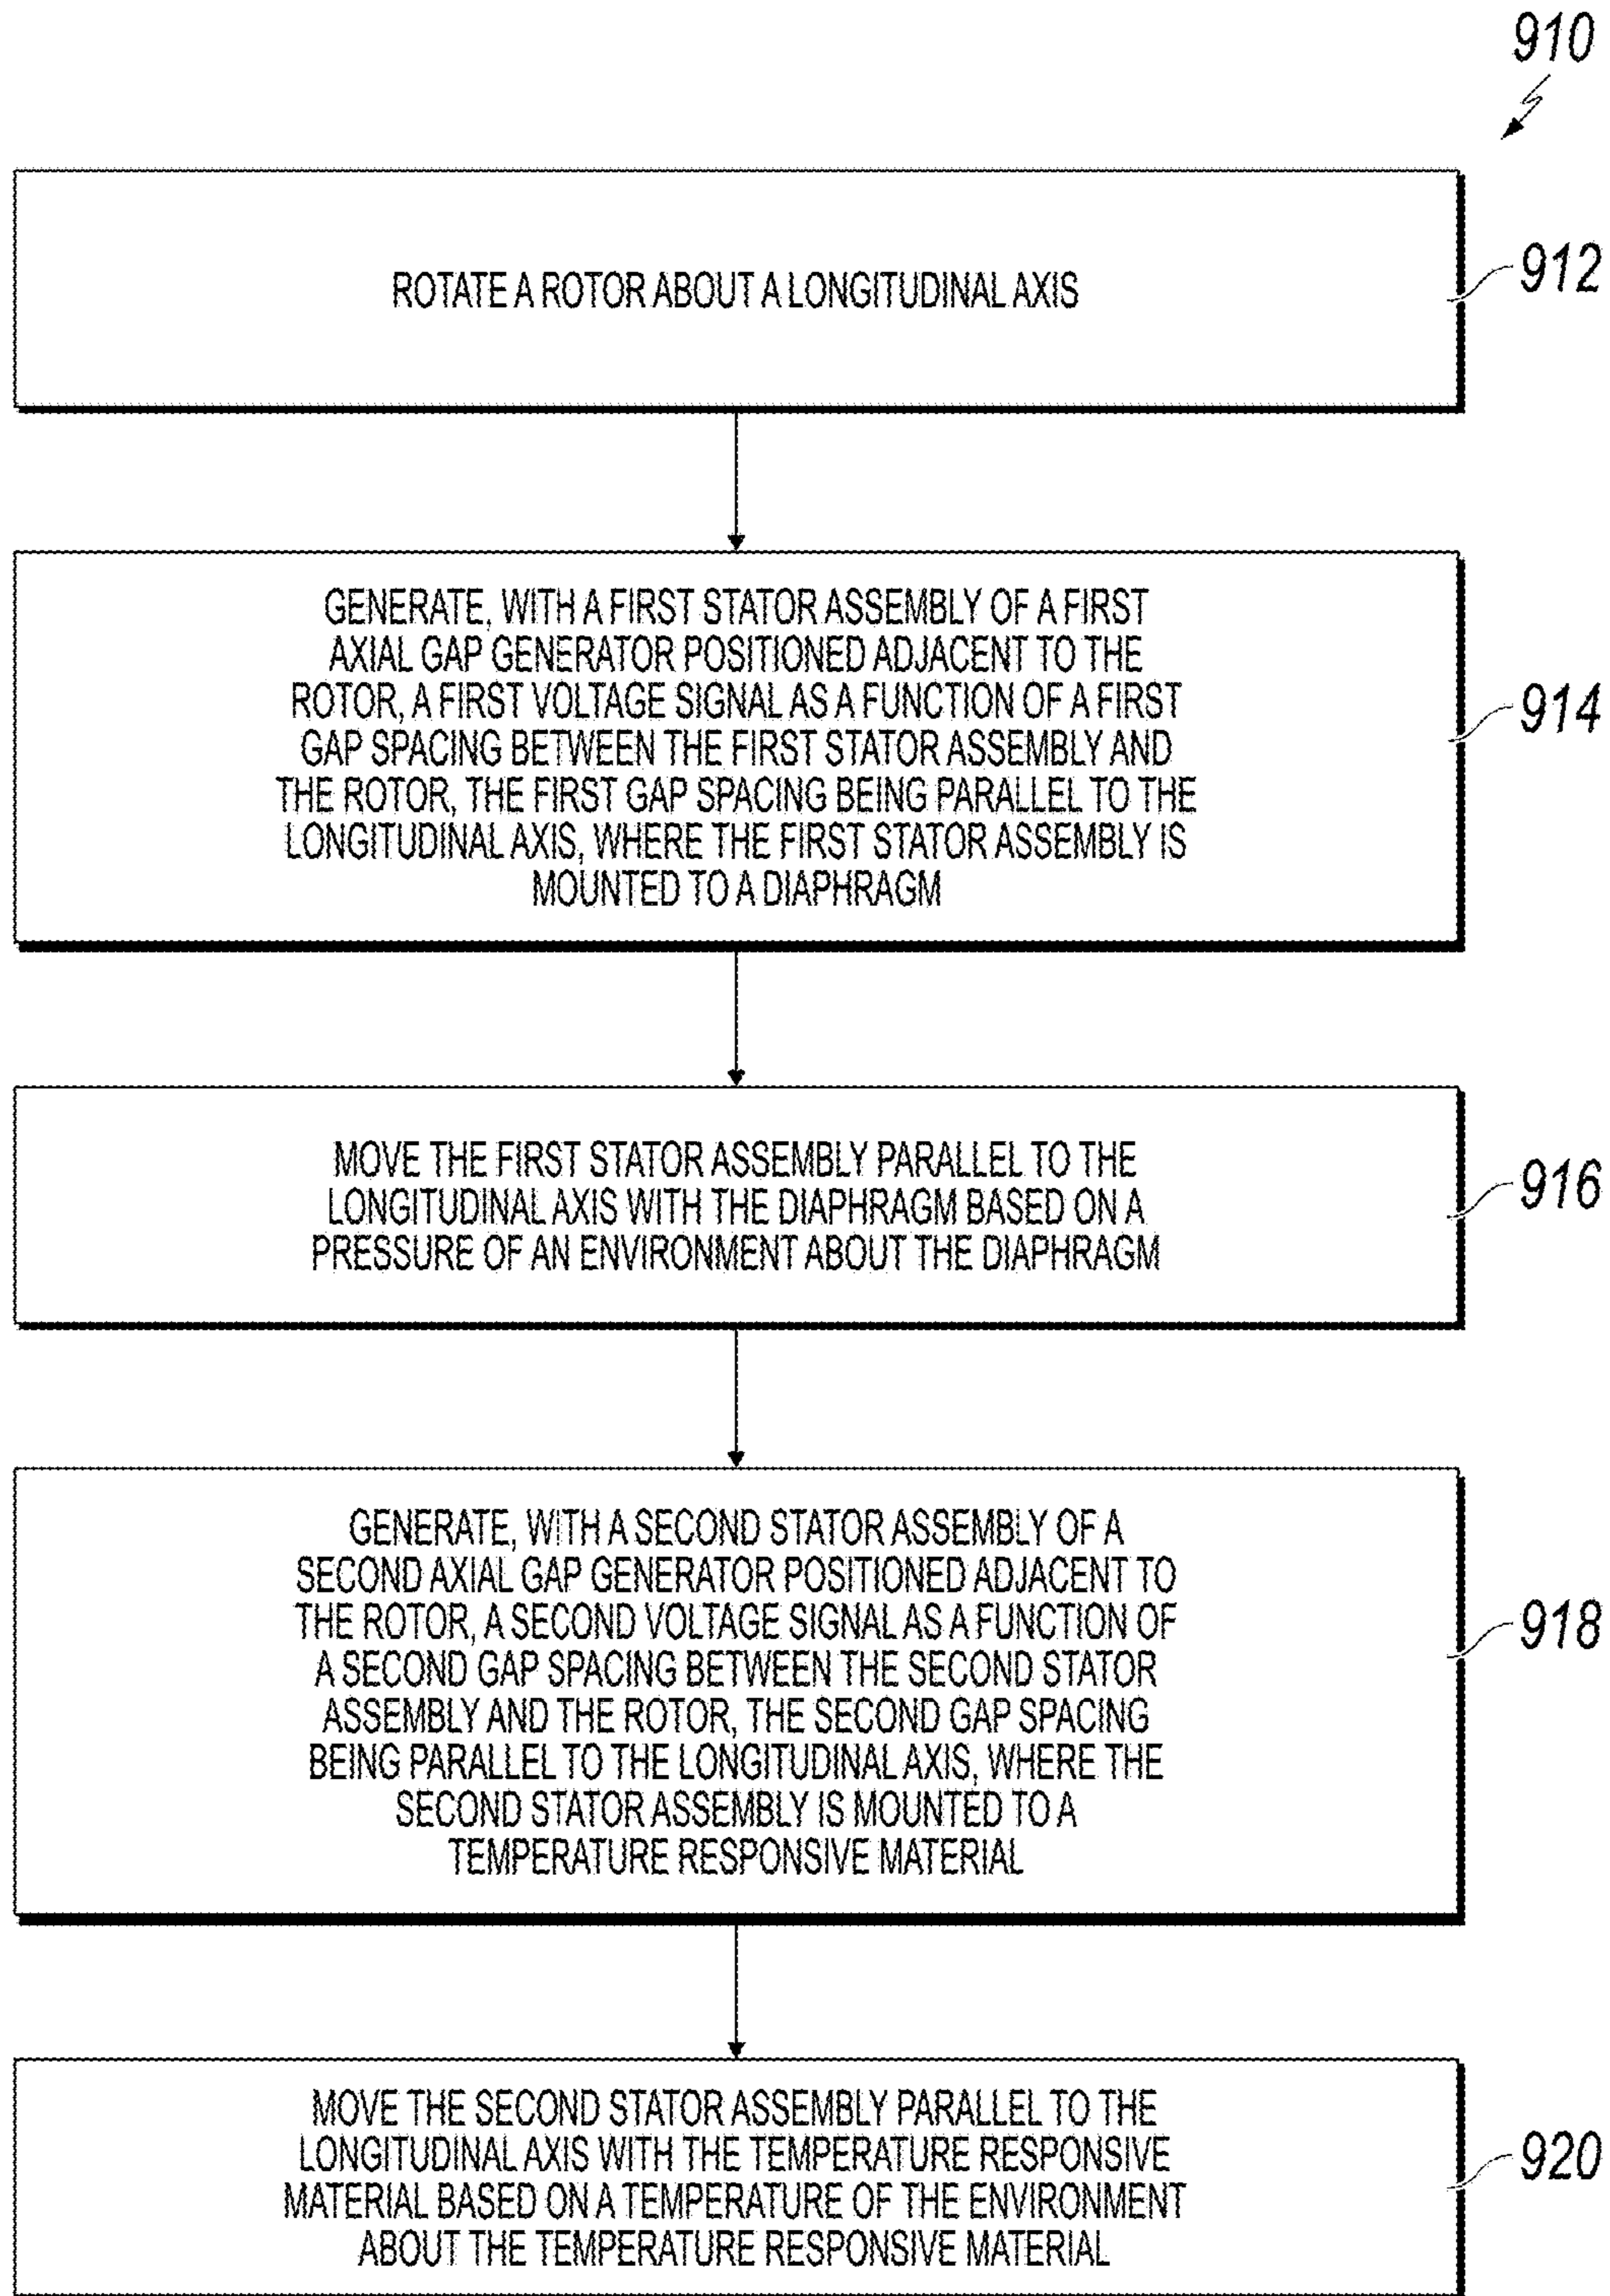 910
ROTATE A ROTOR ABOUT A LONGITUDINAL AXIS
912
GENERATE, WITH A FIRST STATOR ASSEMBLY OF A FIRST
AXIAL GAP GENERATOR POSITIONED ADJACENT TO THE
ROTOR, A FIRST VOLTAGE SIGNAL AS A FUNCTION OF A FIRST
GAP SPACING BETWEEN THE FIRST STATOR ASSEMBLY AND
THE ROTOR, THE FIRST GAP SPACING BEING PARALLEL TO THE
LONGITUDINAL AXIS, WHERE THE FIRST STATOR ASSEMBLY IS
MOUNTED TO A DIAPHRAGM
914
MOVE THE FIRST STATOR ASSEMBLY PARALLEL TO THE
LONGITUDINAL AXIS WITH THE DIAPHRAGM BASED ON A
PRESSURE OF AN ENVIRONMENT ABOUT THE DIAPHRAGM
916
GENERATE, WITH A SECOND STATOR ASSEMBLY OF A
SECOND AXIAL GAP GENERATOR POSITIONED ADJACENT TO
THE ROTOR, A SECOND VOLTAGE SIGNAL AS A FUNCTION OF
A SECOND GAP SPACING BETWEEN THE SECOND STATOR
ASSEMBLY AND THE ROTOR, THE SECOND GAP SPACING
BEING PARALLEL TO THE LONGITUDINAL AXIS, WHERE THE
SECOND STATOR ASSEMBLY IS MOUNTED TO A
TEMPERATURE RESPONSIVE MATERIAL
918
MOVE THE SECOND STATOR ASSEMBLY PARALLEL TO THE
LONGITUDINAL AXIS WITH THE TEMPERATURE RESPONSIVE
MATERIAL BASED ON A TEMPERATURE OF THE ENVIRONMENT
ABOUT THE TEMPERATURE RESPONSIVE MATERIAL
920